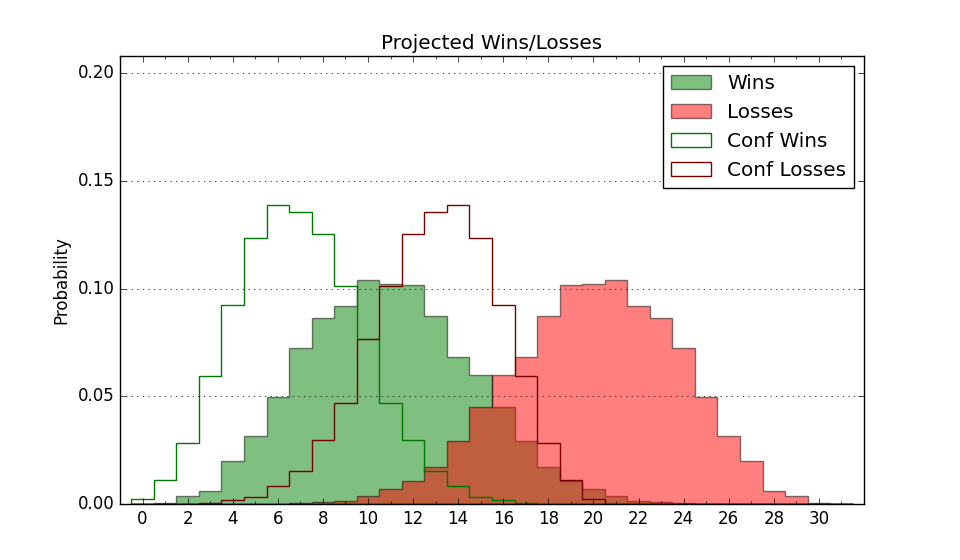 Projected Wins/Losses
Wins
Losses
Conf Wins
Conf Losses
Probability
0.20
0.15
0.10
0.05
0.00
0 2 4 6 8 10 12 14 16 18 20 22 24 26 28 30